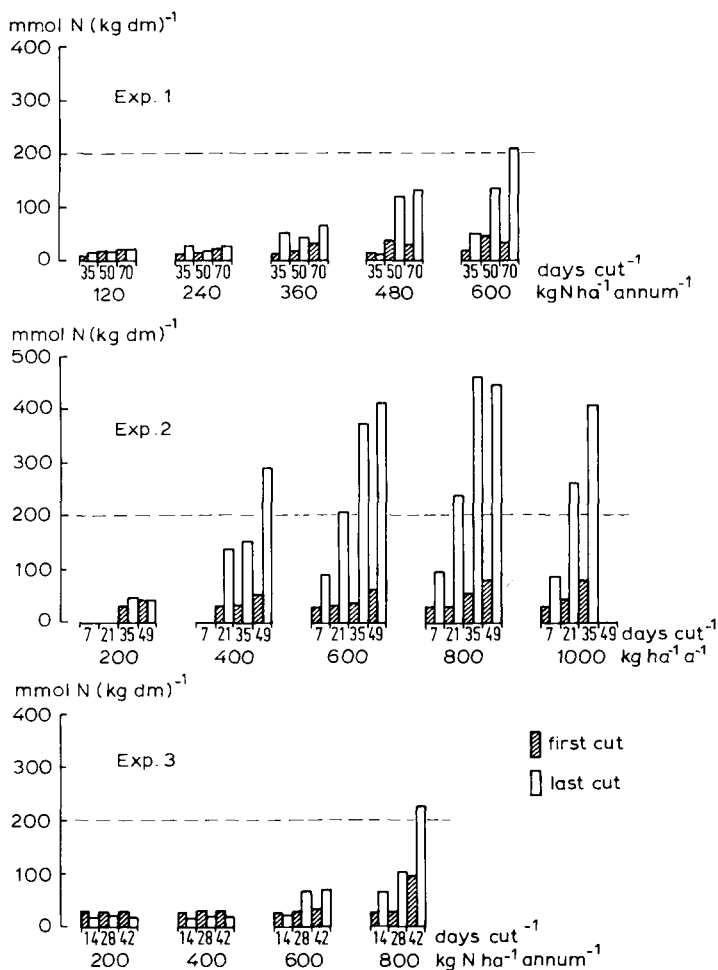 mmol N (kg dm)⁻¹
400
300
200
100
0
Exp. 1
35 50 70 35 50 70 35 50 70 35 50 70 35 50 70 days cut⁻¹
120 240 360 480 600 kg N ha⁻¹ annum⁻¹
mmol N (kg dm)⁻¹
500
400
300
200
100
0
Exp. 2
7 21 35 49 7 21 35 49 7 21 35 49 7 21 35 49 7 21 35 49 days cut⁻¹
200 400 600 800 1000 kg ha⁻¹ a⁻¹
mmol N (kg dm)⁻¹
400
300
200
100
0
Exp. 3
first cut
last cut
14 28 42 14 28 42 14 28 42 14 28 42 days cut⁻¹
200 400 600 800 kg N ha⁻¹ annum⁻¹